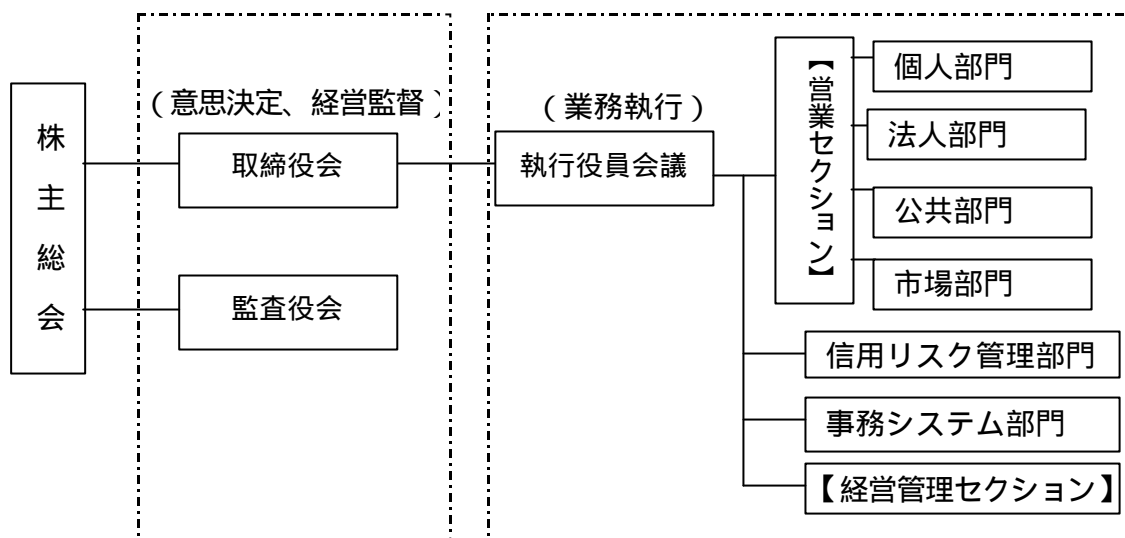 株主総会
（意思決定、経営監督）
取締役会
監査役会
（業務執行）
執行役員会議
【営業セクション】
個人部門
法人部門
公共部門
市場部門
信用リスク管理部門
事務システム部門
【経営管理セクション】